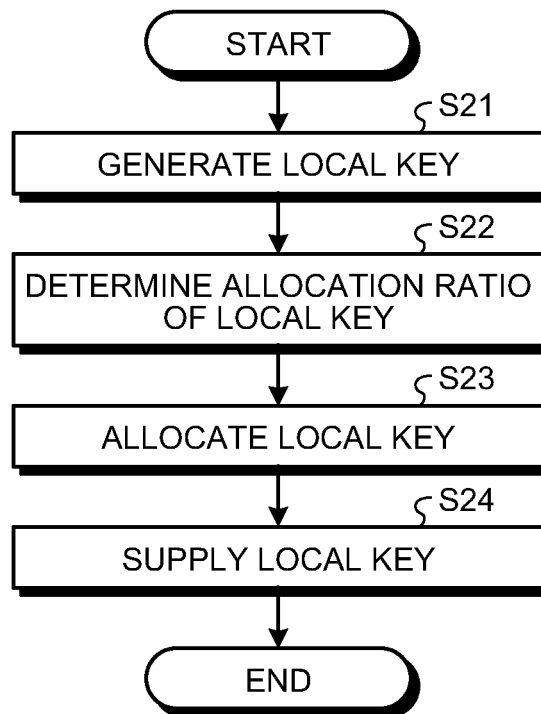 START
S21
GENERATE LOCAL KEY
S22
DETERMINE ALLOCATION RATIO
OF LOCAL KEY
S23
ALLOCATE LOCAL KEY
S24
SUPPLY LOCAL KEY
END